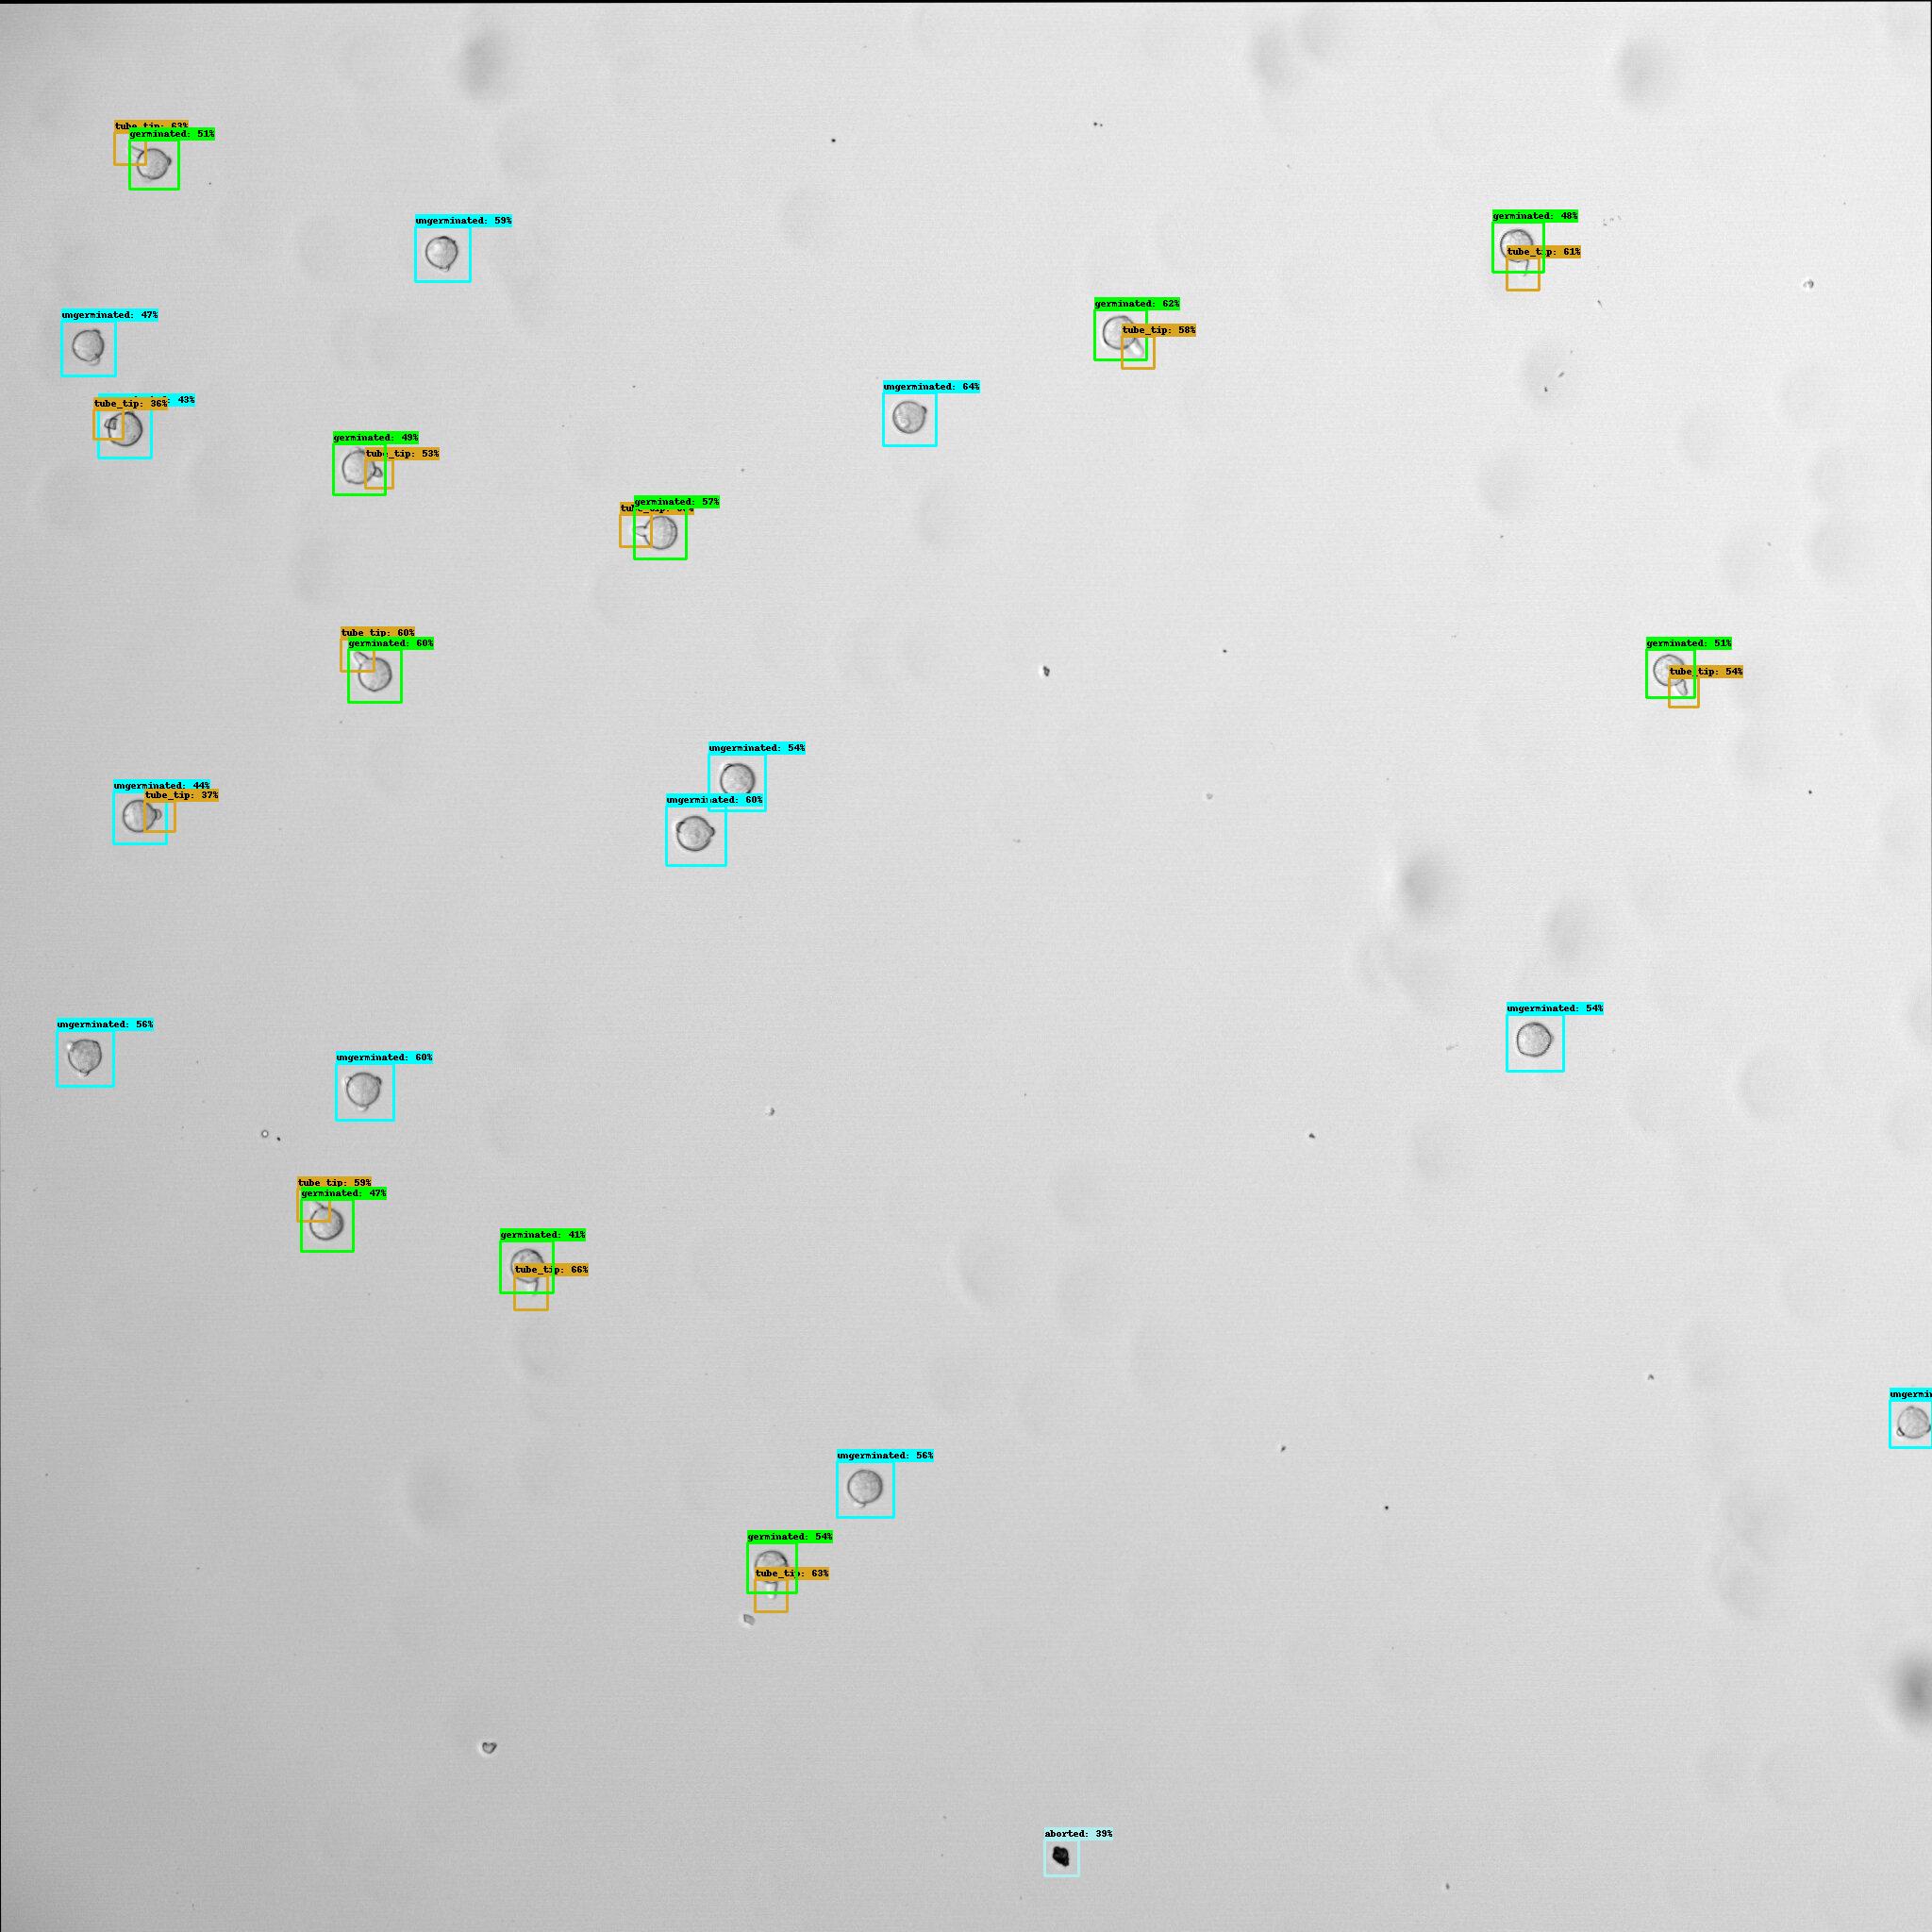 tube_tip: 63%
germinated: 51%
germinated: 48%
ungerminated: 59%
tube_tip: 61%
germinated: 62%
ungerminated: 47%
tube_tip: 58%
ungerminated: 64%
43%
tube_tip: 36%
germinated: 49%
tube_tip: 53%
germinated: 57%
tube_tip: 60%
germinated: 60%
germinated: 51%
tube_tip: 54%
ungerminated: 54%
ungerminated: 44%
tube_tip: 37%
ungerminated: 60%
ungerminated: 54%
ungerminated: 56%
ungerminated: 60%
tube_tip: 59%
germinated: 47%
germinated: 41%
tube_tip: 66%
ungermin
ungerminated: 56%
germinated: 54%
tube_tip: 63%
aborted: 39%